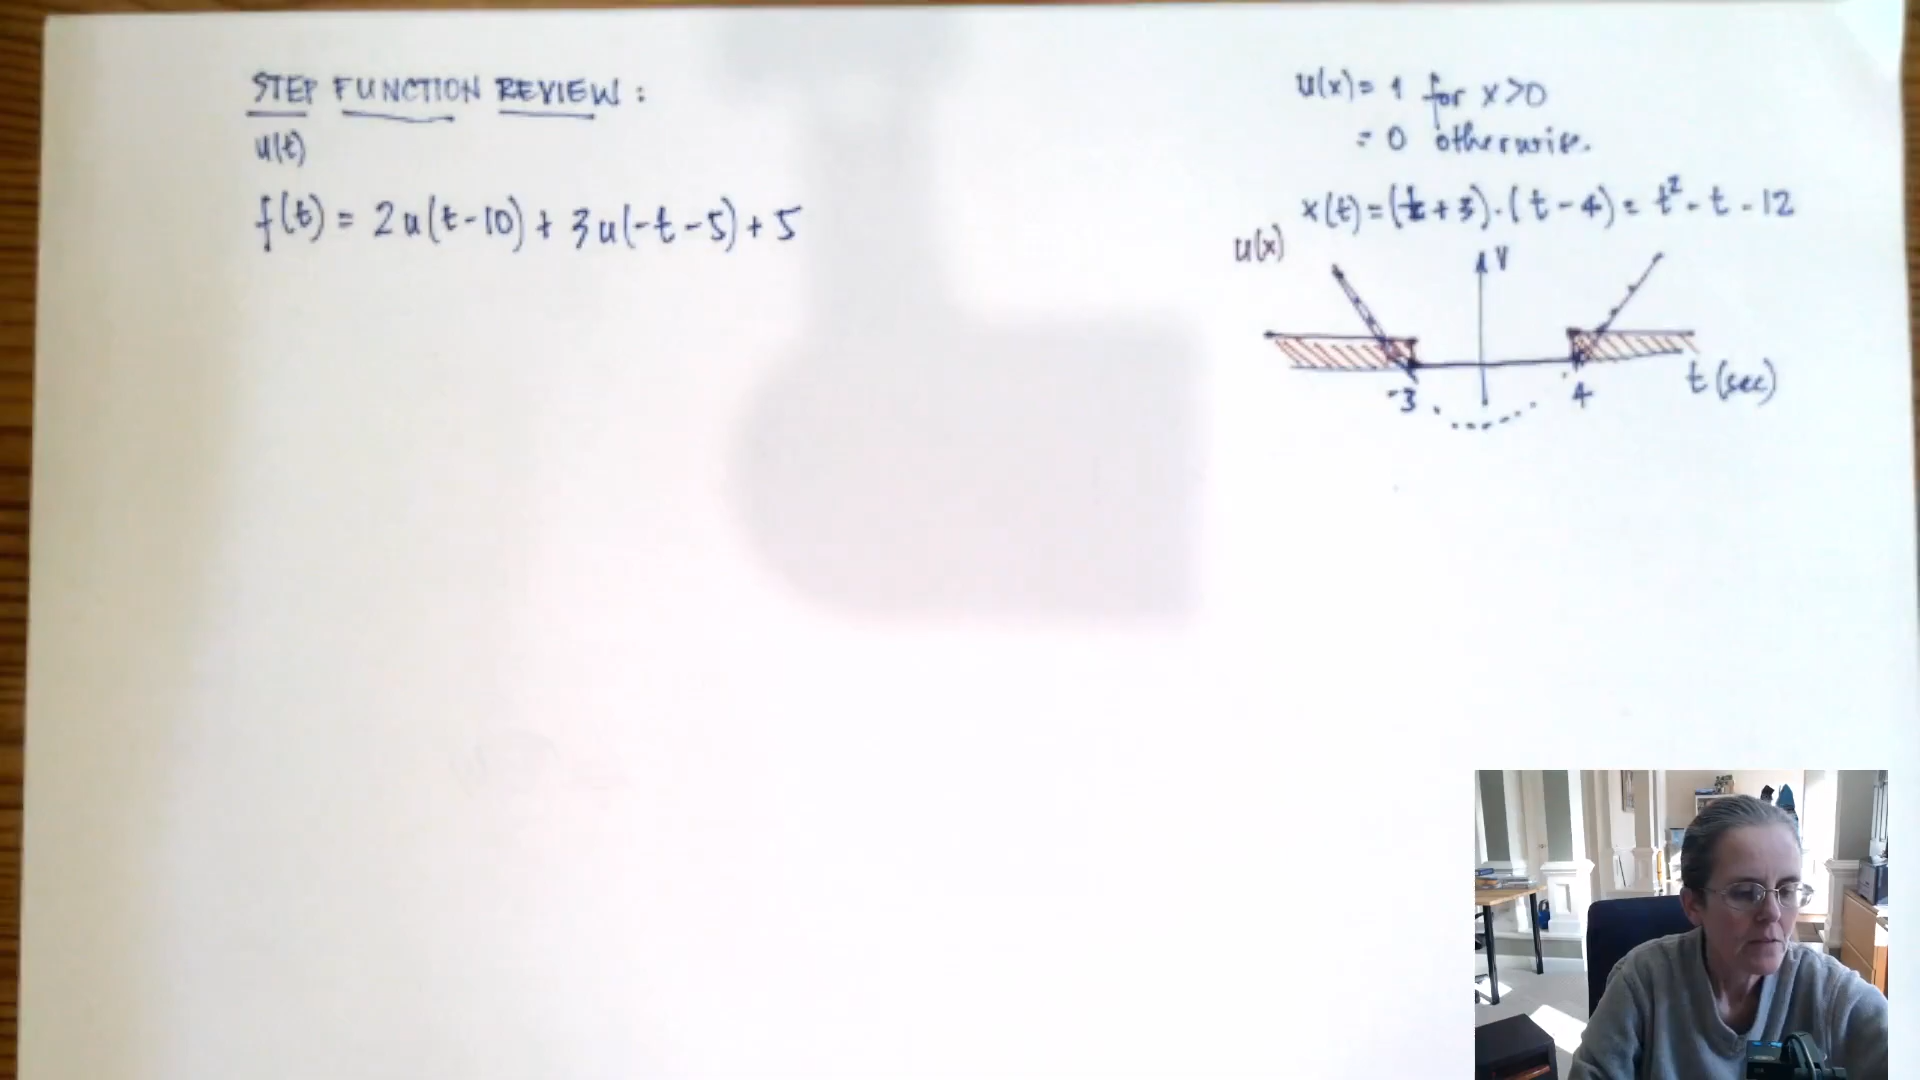 STEP FUNCTION REVIEW :
u(t)
f(t) = 2u(t-10) + 3u(-t-5) + 5
u(x) = 1 for x>0
= 0 otherwise.
x(t) = (t+3).(t-4) = t² - t - 12
u(x)
V
-3
4
t (sec)